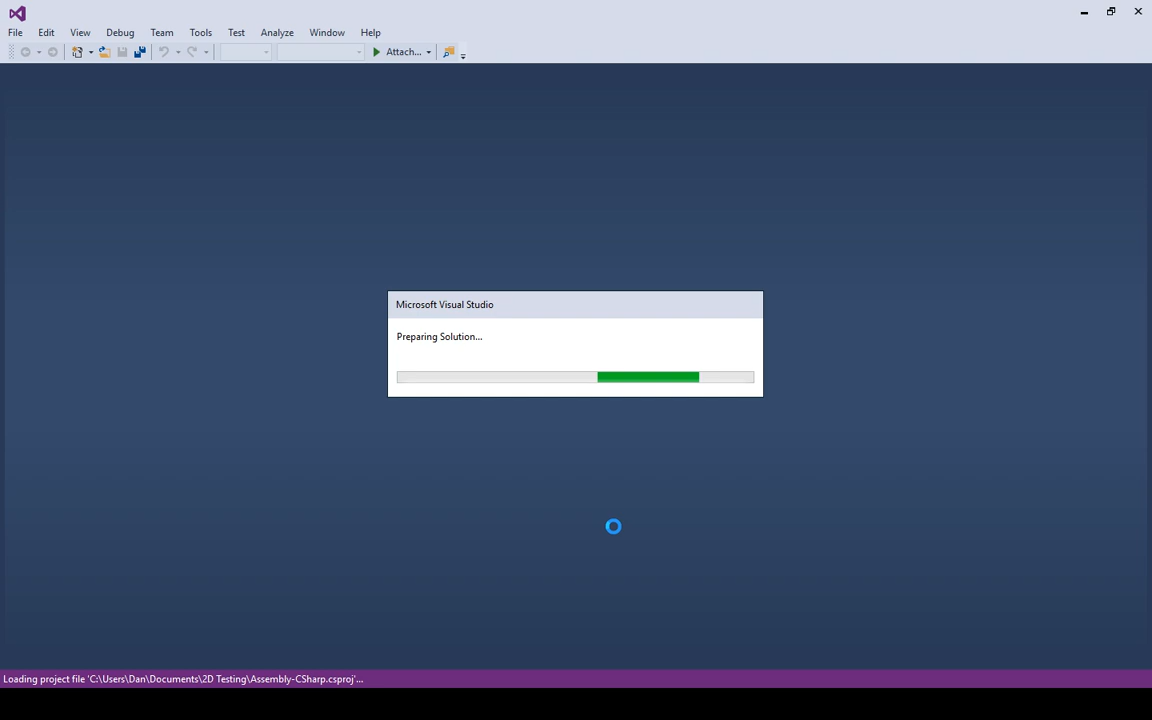 File Edit View Debug Team Tools Test Analyze Window Help
Attach...
Microsoft Visual Studio
Preparing Solution...
Loading project file 'C:\Users\Dan\Documents\2D Testing\Assembly-CSharp.csproj'...